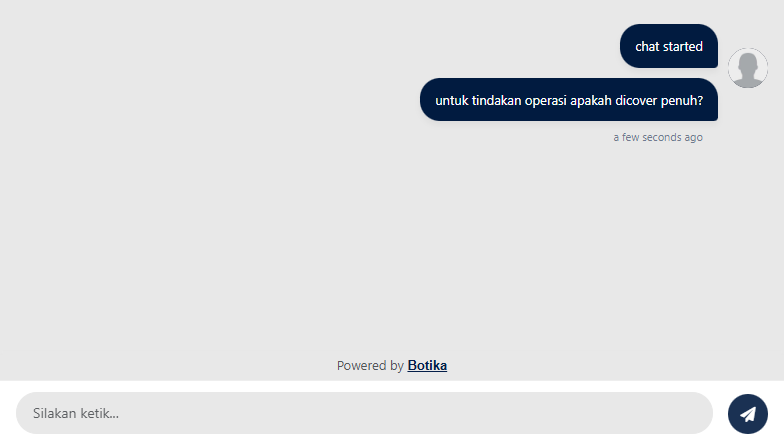 chat started
untuk tindakan operasi apakah dicover penuh?
a few seconds ago
Powered by Botika
Silakan ketik...